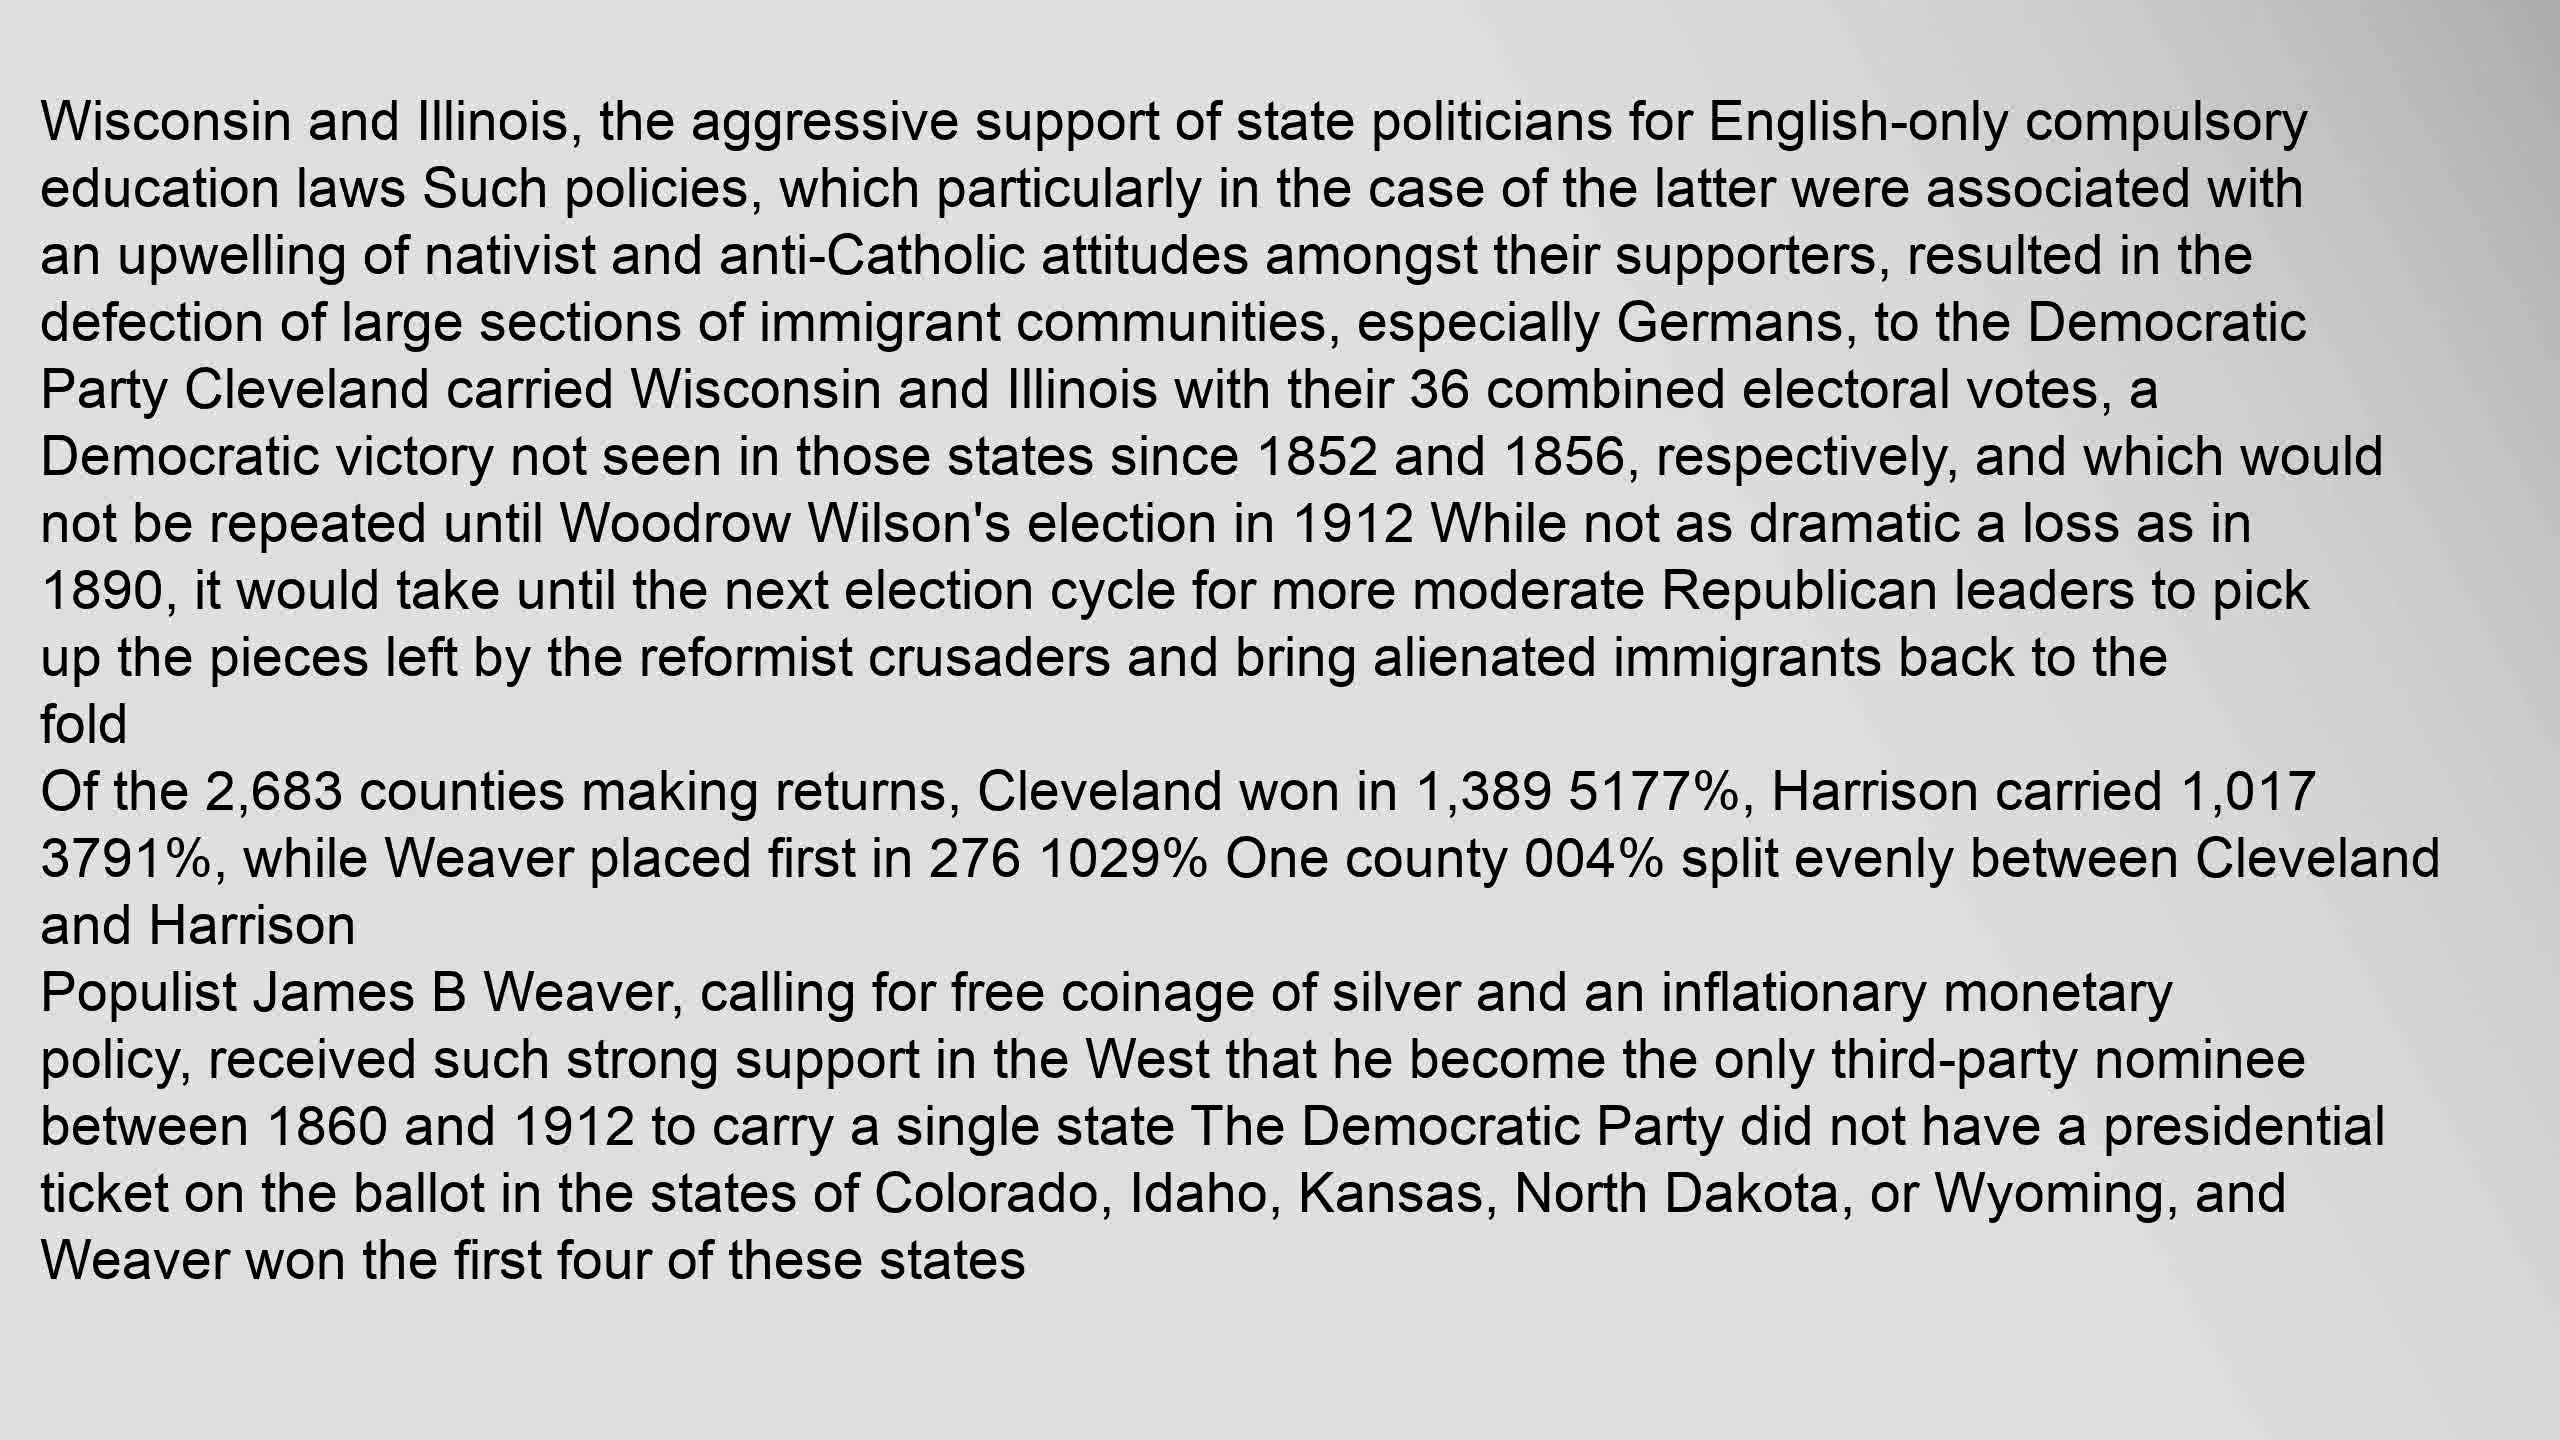 Wisconsin and Illinois, the aggressive support of state politicians for English-only compulsory
education laws Such policies, which particularly in the case of the latter were associated with
an upwelling of nativist and anti-Catholic attitudes amongst their supporters, resulted in the
defection of large sections of immigrant communities, especially Germans, to the Democratic
Party Cleveland carried Wisconsin and Illinois with their 36 combined electoral votes, a
Democratic victory not seen in those states since 1852 and 1856, respectively, and which would
not be repeated until Woodrow Wilson's election in 1912 While not as dramatic a loss as in
1890, it would take until the next election cycle for more moderate Republican leaders to pick
up the pieces left by the reformist crusaders and bring alienated immigrants back to the
fold
Of the 2,683 counties making returns, Cleveland won in 1,389 5177%, Harrison carried 1,017
3791%, while Weaver placed first in 276 1029% One county 004% split evenly between Cleveland
and Harrison
Populist James B Weaver, calling for free coinage of silver and an inflationary monetary
policy, received such strong support in the West that he become the only third-party nominee
between 1860 and 1912 to carry a single state The Democratic Party did not have a presidential
ticket on the ballot in the states of Colorado, Idaho, Kansas, North Dakota, or Wyoming, and
Weaver won the first four of these states